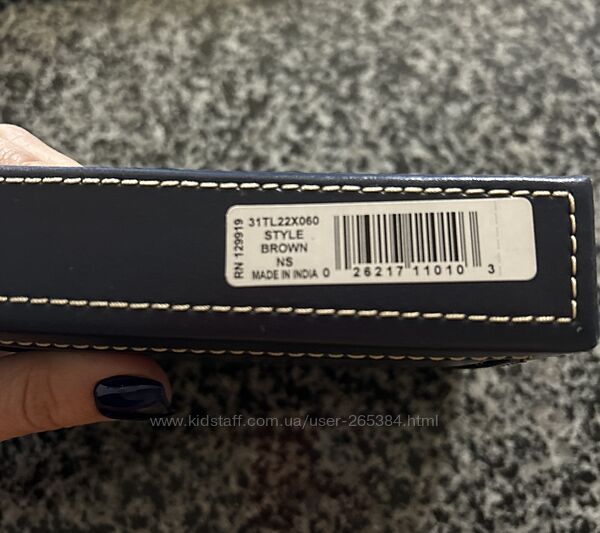 RN 129919
31TL22X060
STYLE
BROWN
NS
MADE IN INDIA
0 26217 11010 3
www.kidstaff.com.ua/user-265384.html